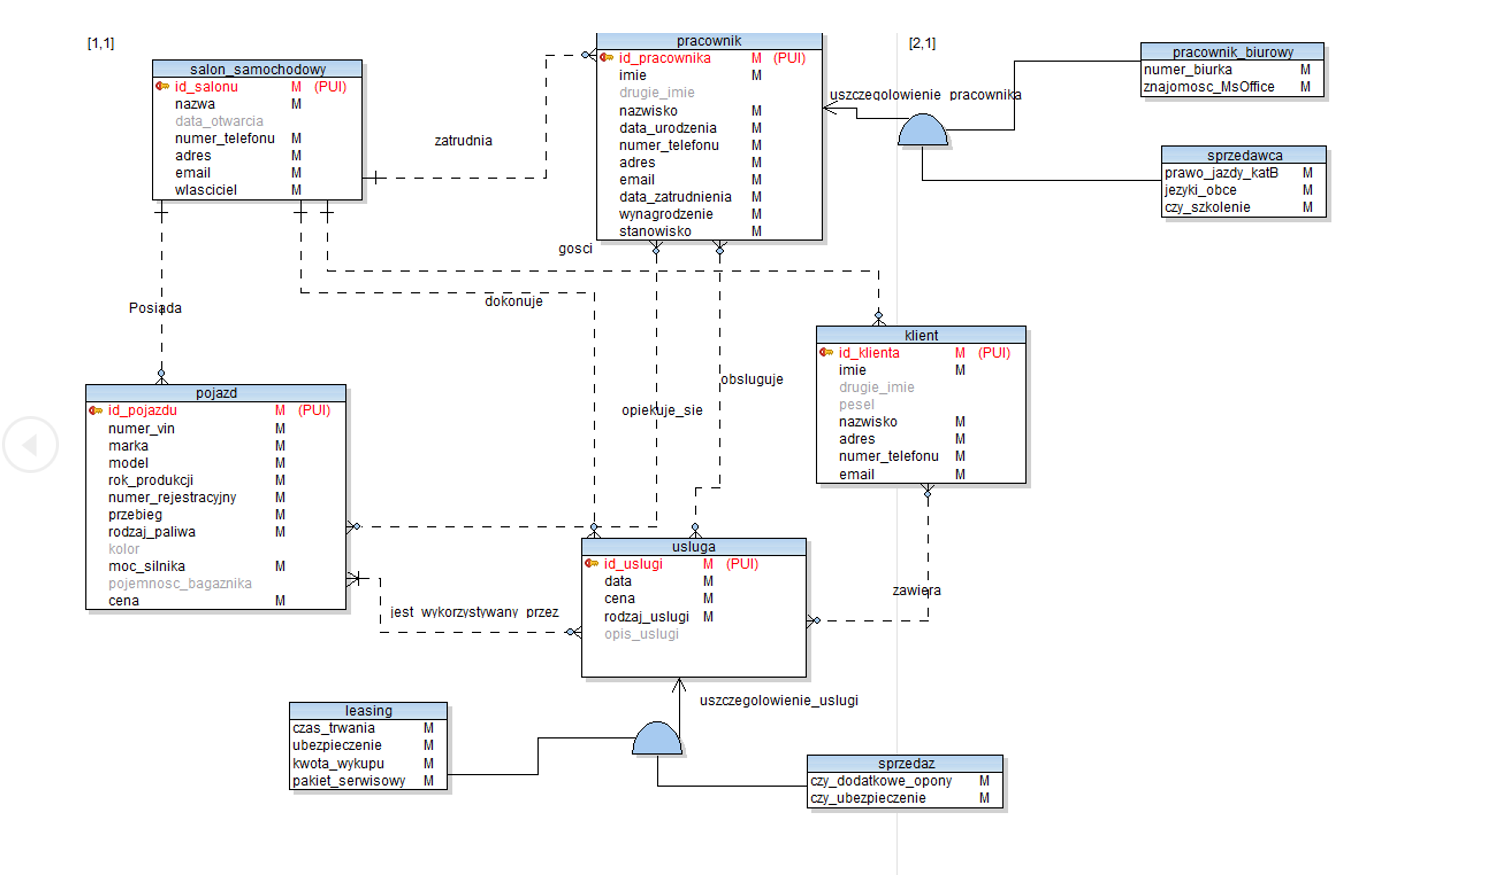 [1,1]
[2,1]
salon_samochodowy
id_salonu M (PUI)
nazwa M
data_otwarcia
numer_telefonu M
adres M
email M
wlasciciel M
zatrudnia
pracownik
id_pracownika M (PUI)
imie M
drugie_imie
nazwisko M
data_urodzenia M
numer_telefonu M
adres M
email M
data_zatrudnienia M
wynagrodzenie M
stanowisko M
uszczegolowienie_pracownika
pracownik_biurowy
numer_biurka M
znajomosc_MsOffice M
sprzedawca
prawo_jazdy_katB M
jezyki_obce M
czy_szkolenie M
gosci
dokonuje
Posiada
obsluguje
opiekuje_sie
klient
id_klienta M (PUI)
imie M
drugie_imie
pesel
nazwisko M
adres M
numer_telefonu M
email M
pojazd
id_pojazdu M (PUI)
numer_vin M
marka M
model M
rok_produkcji M
numer_rejestracyjny M
przebieg M
rodzaj_paliwa M
kolor
moc_silnika M
pojemnosc_bagaznika
cena M
usluga
id_uslugi M (PUI)
data M
cena M
rodzaj_uslugi M
opis_uslugi
zawiera
jest_wykorzystywany_przez
uszczegolowienie_uslugi
leasing
czas_trwania M
ubezpieczenie M
kwota_wykupu M
pakiet_serwisowy M
sprzedaz
czy_dodatkowe_opony M
czy_ubezpieczenie M